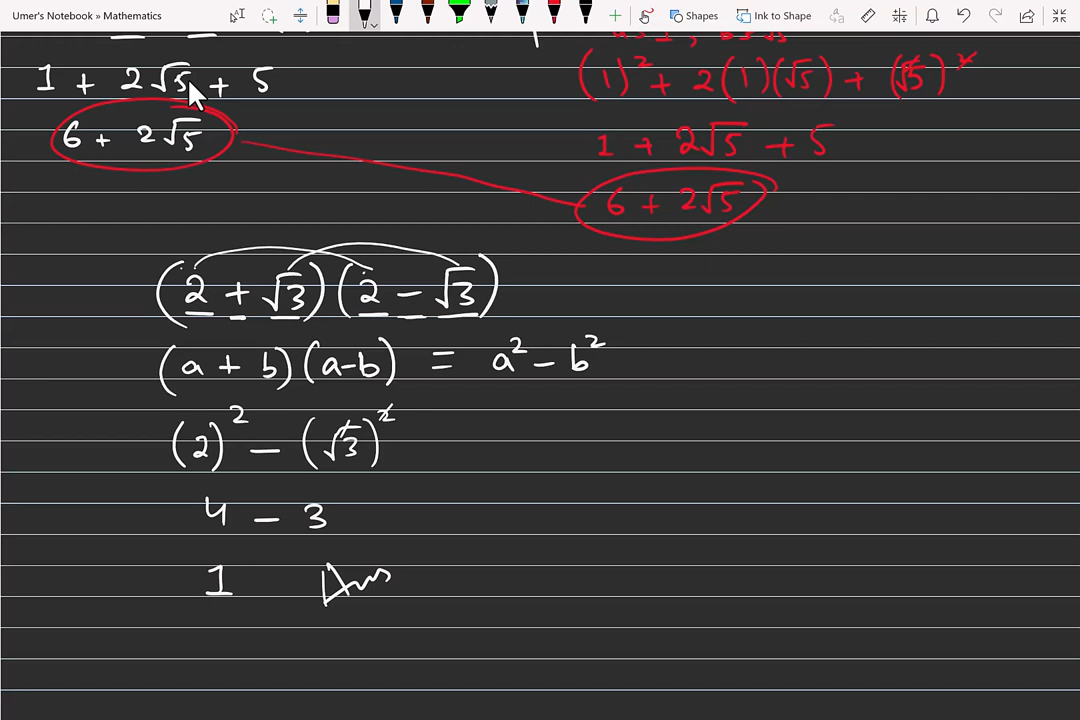 Umer's Notebook » Mathematics
Shapes
Ink to Shape
1 + 2√5 + 5
6 + 2√5
(1)² + 2(1)(√5) + (√5)²
1 + 2√5 + 5
6 + 2√5
(2 + √3)(2 - √3)
(a + b)(a-b) = a² - b²
(2)² - (√3)²
4 - 3
1 Ans